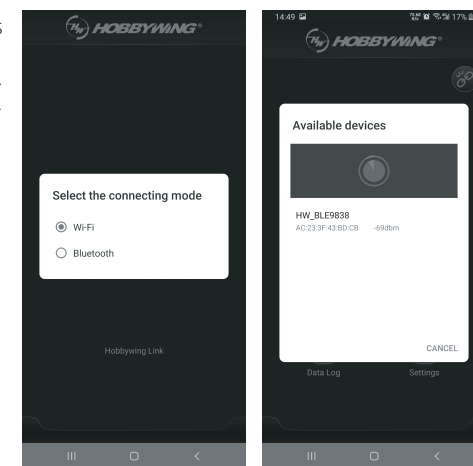 HOBBYWING®
Select the connecting mode
Wi-Fi
Bluetooth
Hobbywing Link
14:49
17%
HOBBYWING®
Available devices
HW_BLE9838
AC:23:3F:43:BD:CB -69dbm
CANCEL
Data Log Settings